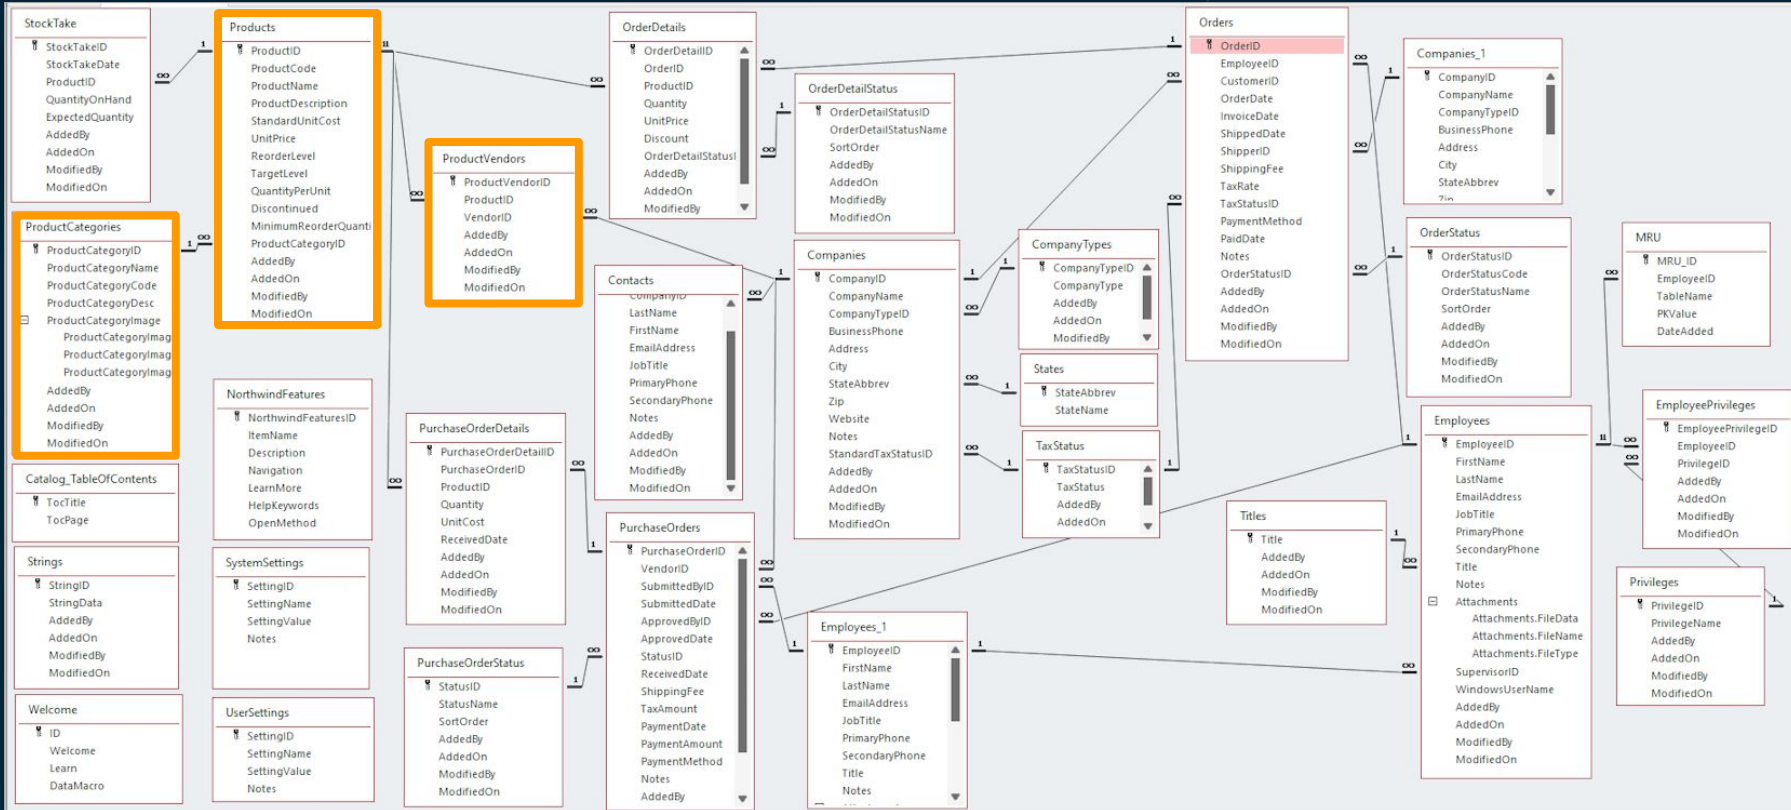 StockTake
StockTakeID
StockTakeDate
ProductID
QuantityOnHand
ExpectedQuantity
AddedBy
AddedOn
ModifiedBy
ModifiedOn
Products
ProductID
ProductCode
ProductName
ProductDescription
StandardUnitCost
UnitPrice
ReorderLevel
TargetLevel
QuantityPerUnit
Discontinued
MinimumReorderQuanti
ProductCategoryID
AddedBy
AddedOn
ModifiedBy
ModifiedOn
ProductCategories
ProductCategoryID
ProductCategoryName
ProductCategoryCode
ProductCategoryDesc
ProductCategoryImage
ProductCategoryImag
ProductCategoryImag
ProductCategoryImag
AddedBy
AddedOn
ModifiedBy
ModifiedOn
ProductVendors
ProductVendorID
ProductID
VendorID
AddedBy
AddedOn
ModifiedBy
ModifiedOn
OrderDetails
OrderDetailID
OrderID
ProductID
Quantity
UnitPrice
Discount
OrderDetailStatusI
AddedBy
AddedOn
ModifiedBy
OrderDetailStatus
OrderDetailStatusID
OrderDetailStatusName
SortOrder
AddedBy
AddedOn
ModifiedBy
ModifiedOn
Orders
OrderID
EmployeeID
CustomerID
OrderDate
InvoiceDate
ShippedDate
ShipperID
ShippingFee
TaxRate
TaxStatusID
PaymentMethod
PaidDate
Notes
OrderStatusID
AddedBy
AddedOn
ModifiedBy
ModifiedOn
Companies_1
CompanyID
CompanyName
CompanyTypeID
BusinessPhone
Address
City
StateAbbrev
Zip
OrderStatus
OrderStatusID
OrderStatusCode
OrderStatusName
SortOrder
AddedBy
AddedOn
ModifiedBy
ModifiedOn
MRU
MRU_ID
EmployeeID
TableName
PKValue
DateAdded
Contacts
CompanyID
LastName
FirstName
EmailAddress
JobTitle
PrimaryPhone
SecondaryPhone
Notes
AddedBy
AddedOn
ModifiedBy
ModifiedOn
Companies
CompanyID
CompanyName
CompanyTypeID
BusinessPhone
Address
City
StateAbbrev
Zip
Website
Notes
StandardTaxStatusID
AddedBy
AddedOn
ModifiedBy
ModifiedOn
CompanyTypes
CompanyTypeID
CompanyType
AddedBy
AddedOn
ModifiedBy
States
StateAbbrev
StateName
TaxStatus
TaxStatusID
TaxStatus
AddedBy
AddedOn
Employees
EmployeeID
FirstName
LastName
EmailAddress
JobTitle
PrimaryPhone
SecondaryPhone
Title
Notes
Attachments
Attachments.FileData
Attachments.FileName
Attachments.FileType
SupervisorID
WindowsUserName
AddedBy
AddedOn
ModifiedBy
ModifiedOn
EmployeePrivileges
EmployeePrivilegeID
EmployeeID
PrivilegeID
AddedBy
AddedOn
ModifiedBy
ModifiedOn
Privileges
PrivilegeID
PrivilegeName
AddedBy
AddedOn
ModifiedBy
ModifiedOn
Titles
Title
AddedBy
AddedOn
ModifiedBy
ModifiedOn
NorthwindFeatures
NorthwindFeaturesID
ItemName
Description
Navigation
LearnMore
HelpKeywords
OpenMethod
PurchaseOrderDetails
PurchaseOrderDetailID
PurchaseOrderID
ProductID
Quantity
UnitCost
ReceivedDate
AddedBy
AddedOn
ModifiedBy
ModifiedOn
PurchaseOrders
PurchaseOrderID
VendorID
SubmittedByID
SubmittedDate
ApprovedByID
ApprovedDate
StatusID
ReceivedDate
ShippingFee
TaxAmount
PaymentDate
PaymentAmount
PaymentMethod
Notes
AddedBy
Employees_1
EmployeeID
FirstName
LastName
EmailAddress
JobTitle
PrimaryPhone
SecondaryPhone
Title
Notes
PurchaseOrderStatus
StatusID
StatusName
SortOrder
AddedBy
AddedOn
ModifiedBy
ModifiedOn
Catalog_TableOfContents
TocTitle
TocPage
Strings
StringID
StringData
AddedBy
AddedOn
ModifiedBy
ModifiedOn
SystemSettings
SettingID
SettingName
SettingValue
Notes
Welcome
ID
Welcome
Learn
DataMacro
UserSettings
SettingID
SettingName
SettingValue
Notes